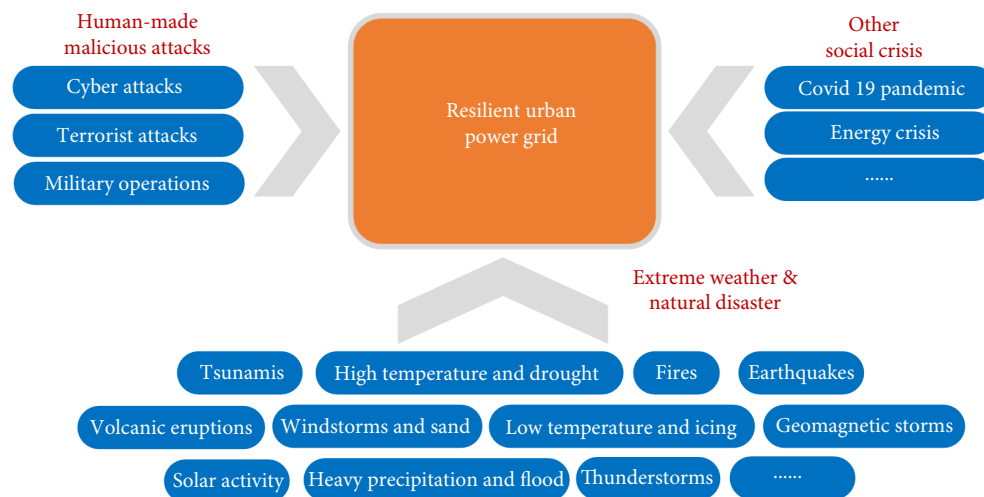 Human-made
malicious attacks
Cyber attacks
Terrorist attacks
Military operations
Resilient urban
power grid
Other
social crisis
Covid 19 pandemic
Energy crisis
······
Extreme weather &
natural disaster
Tsunamis
High temperature and drought
Fires
Earthquakes
Volcanic eruptions
Windstorms and sand
Low temperature and icing
Geomagnetic storms
Solar activity
Heavy precipitation and flood
Thunderstorms
······